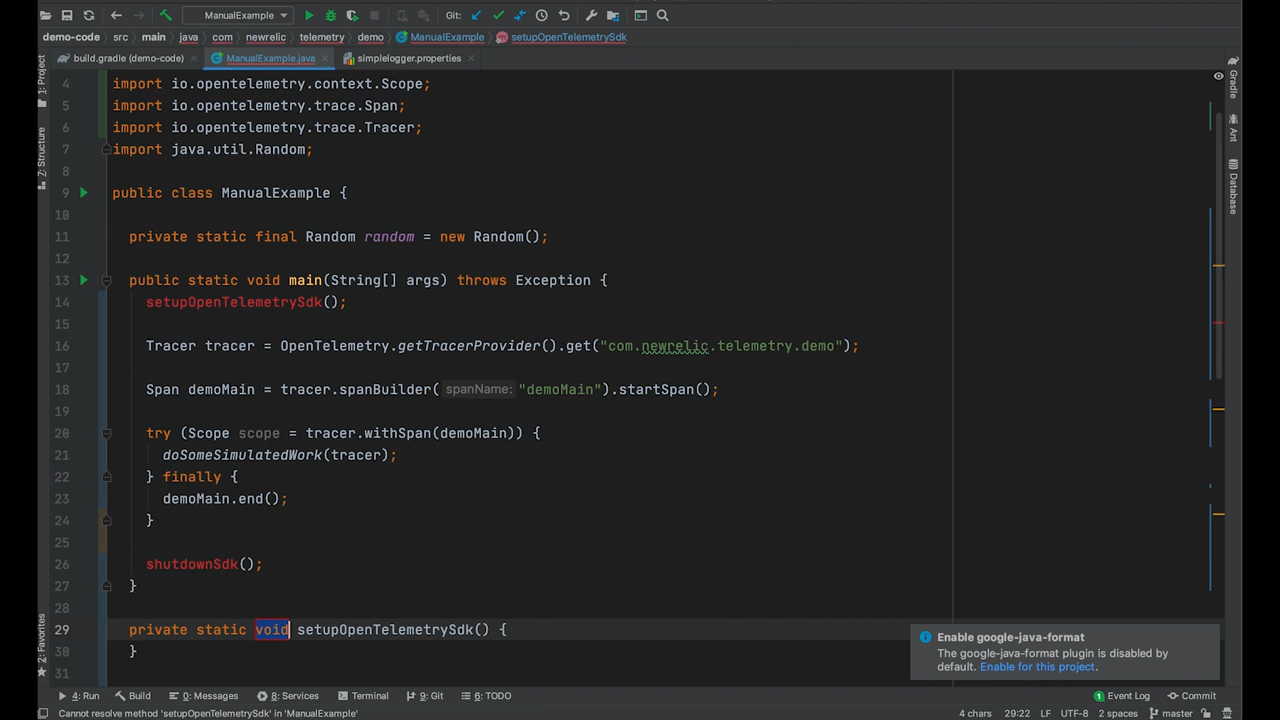 ManualExample
Git:
demo-code
src
main
java
com
newrelic
telemetry
demo
ManualExample
setupOpenTelemetrySdk
build.gradle (demo-code)
ManualExample.java
simplelogger.properties
1: Project
Z: Structure
2: Favorites
Gradle
Ant
Database
4 import io.opentelemetry.context.Scope;
5 import io.opentelemetry.trace.Span;
6 import io.opentelemetry.trace.Tracer;
7 import java.util.Random;
8
9 public class ManualExample {
10
11 private static final Random random = new Random();
12
13 public static void main(String[] args) throws Exception {
14 setupOpenTelemetrySdk();
15
16 Tracer tracer = OpenTelemetry.getTracerProvider().get("com.newrelic.telemetry.demo");
17
18 Span demoMain = tracer.spanBuilder( spanName: "demoMain").startSpan();
19
20 try (Scope scope = tracer.withSpan(demoMain)) {
21 doSomeSimulatedWork(tracer);
22 } finally {
23 demoMain.end();
24 }
25
26 shutdownSdk();
27 }
28
29 private static void setupOpenTelemetrySdk() {
30 }
31
Enable google-java-format
The google-java-format plugin is disabled by
default. Enable for this project.
4: Run
Build
0: Messages
8: Services
Terminal
9: Git
6: TODO
1 Event Log
Commit
Cannot resolve method 'setupOpenTelemetrySdk' in 'ManualExample'
4 chars
29:22
LF
UTF-8
2 spaces
master